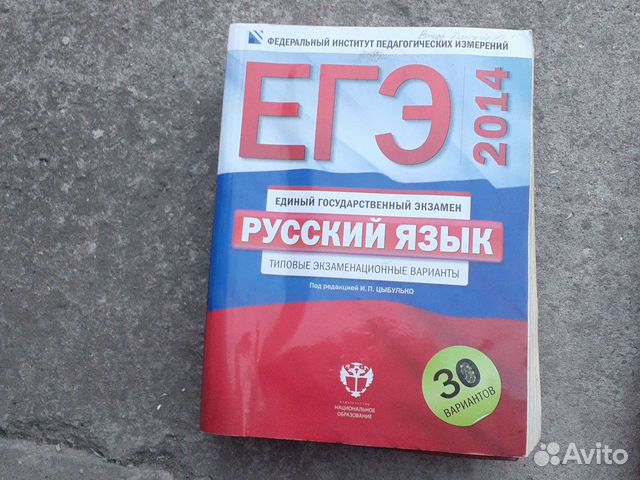 ФЕДЕРАЛЬНЫЙ ИНСТИТУТ ПЕДАГОГИЧЕСКИХ ИЗМЕРЕНИЙ
ЕГЭ
2014
ЕДИНЫЙ ГОСУДАРСТВЕННЫЙ ЭКЗАМЕН
РУССКИЙ ЯЗЫК
ТИПОВЫЕ ЭКЗАМЕНАЦИОННЫЕ ВАРИАНТЫ
Под редакцией И. П. ЦЫБУЛЬКО
30
ВАРИАНТОВ
ИЗДАТЕЛЬСТВО
НАЦИОНАЛЬНОЕ
ОБРАЗОВАНИЕ
Avito